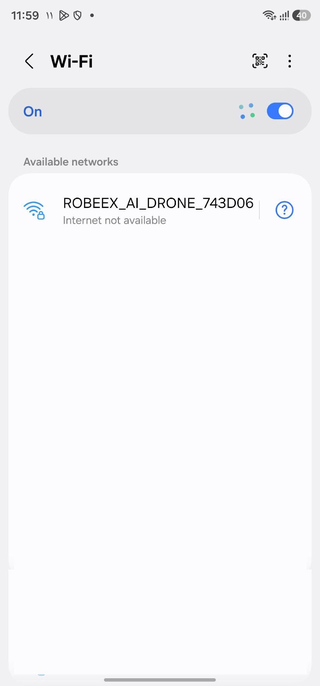 11:59
40
Wi-Fi
On
Available networks
ROBEEX_AI_DRONE_743D06
Internet not available
?